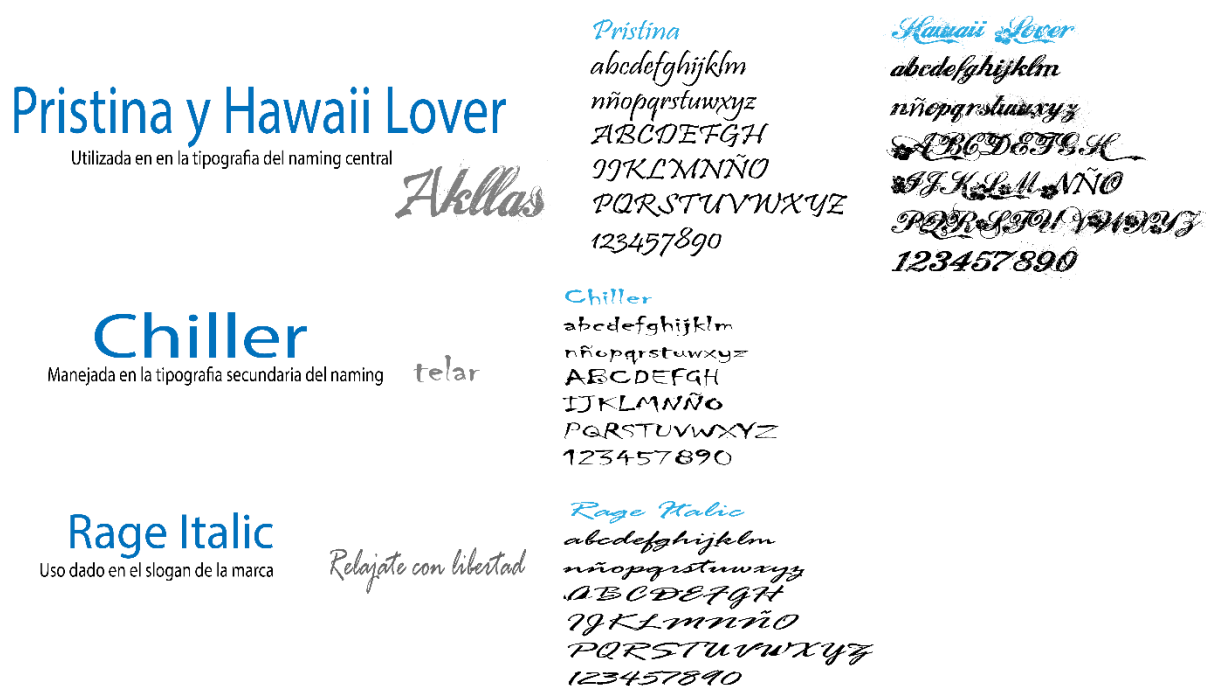 Pristina y Hawaii Lover
Utilizada en en la tipografia del naming central
Akllas
Pristina
abcdefghijklm
nñopqrstuwxyz
ABCDEFGH
IJKLMNÑO
PQRSTUVWXYZ
123457890
Hawaii Lover
abcdefghijklm
nñopqrstuwxyz
ABCDEFGH
IJKLMNÑO
PQRSTUVWXYZ
123457890
Chiller
Manejada en la tipografia secundaria del naming
telar
Chiller
abcdefghijklm
nñopqrstuwxyz
ABCDEFGH
IJKLMNÑO
PQRSTUVWXYZ
123457890
Rage Italic
Uso dado en el slogan de la marca
Relajate con libertad
Rage Italic
abcdefghijklm
nñopqrstuwxyz
ABCDEFGH
IJKLMNÑO
PQRSTUVWXYZ
123457890